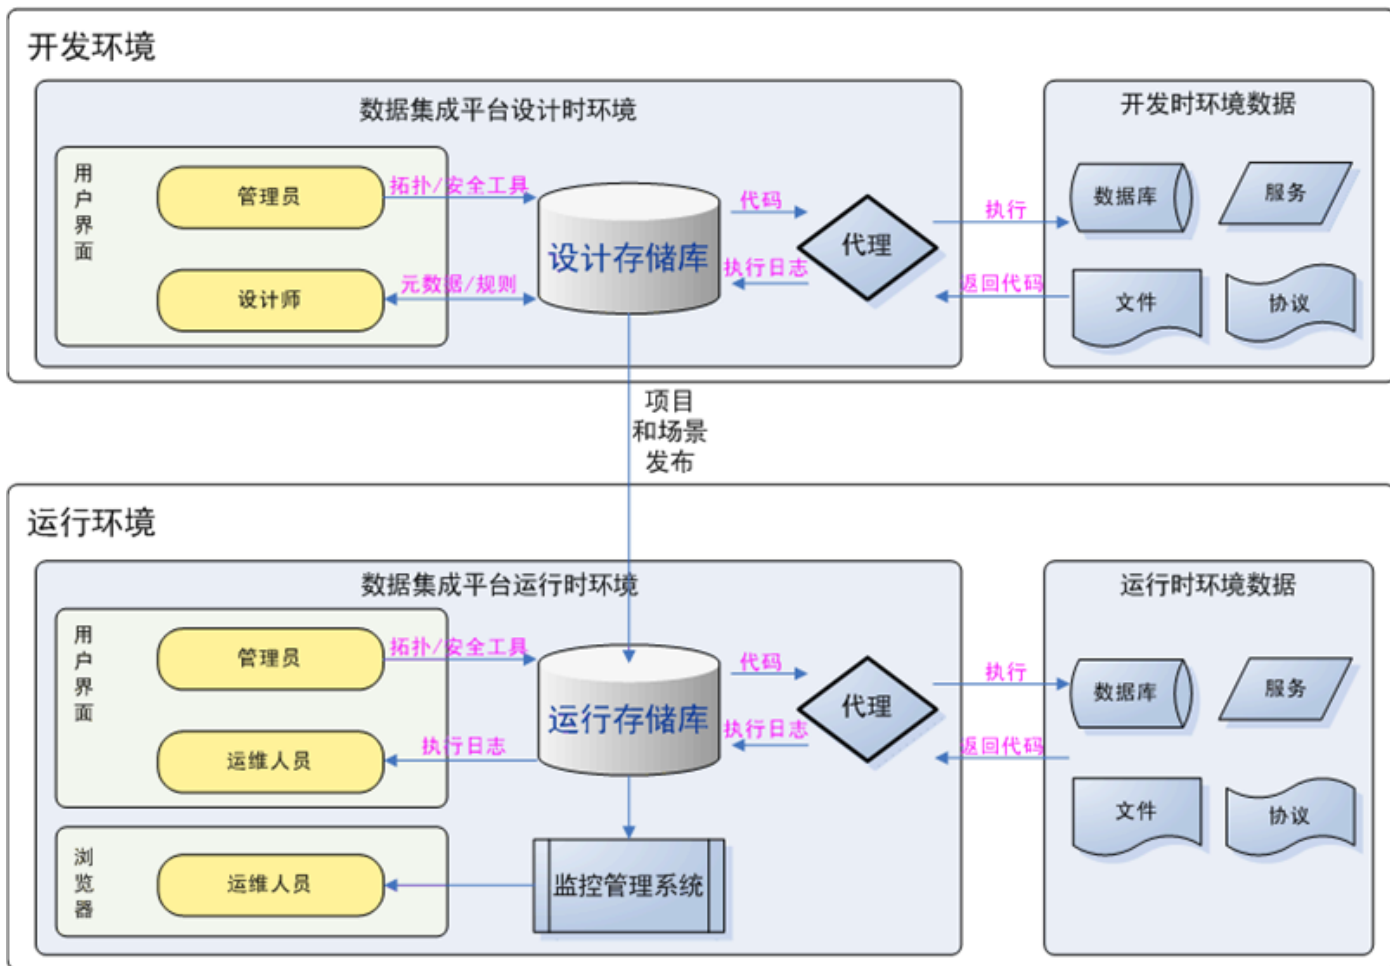 开发环境
数据集成平台设计时环境
开发时环境数据
用户界面
管理员
拓扑/安全工具
设计师
元数据/规则
设计存储库
代码
执行日志
代理
执行
返回代码
数据库
服务
文件
协议
项目
和场景
发布
运行环境
数据集成平台运行时环境
运行时环境数据
用户界面
管理员
拓扑/安全工具
运维人员
执行日志
运行存储库
代码
执行日志
代理
执行
返回代码
数据库
服务
文件
协议
浏览器
运维人员
监控管理系统